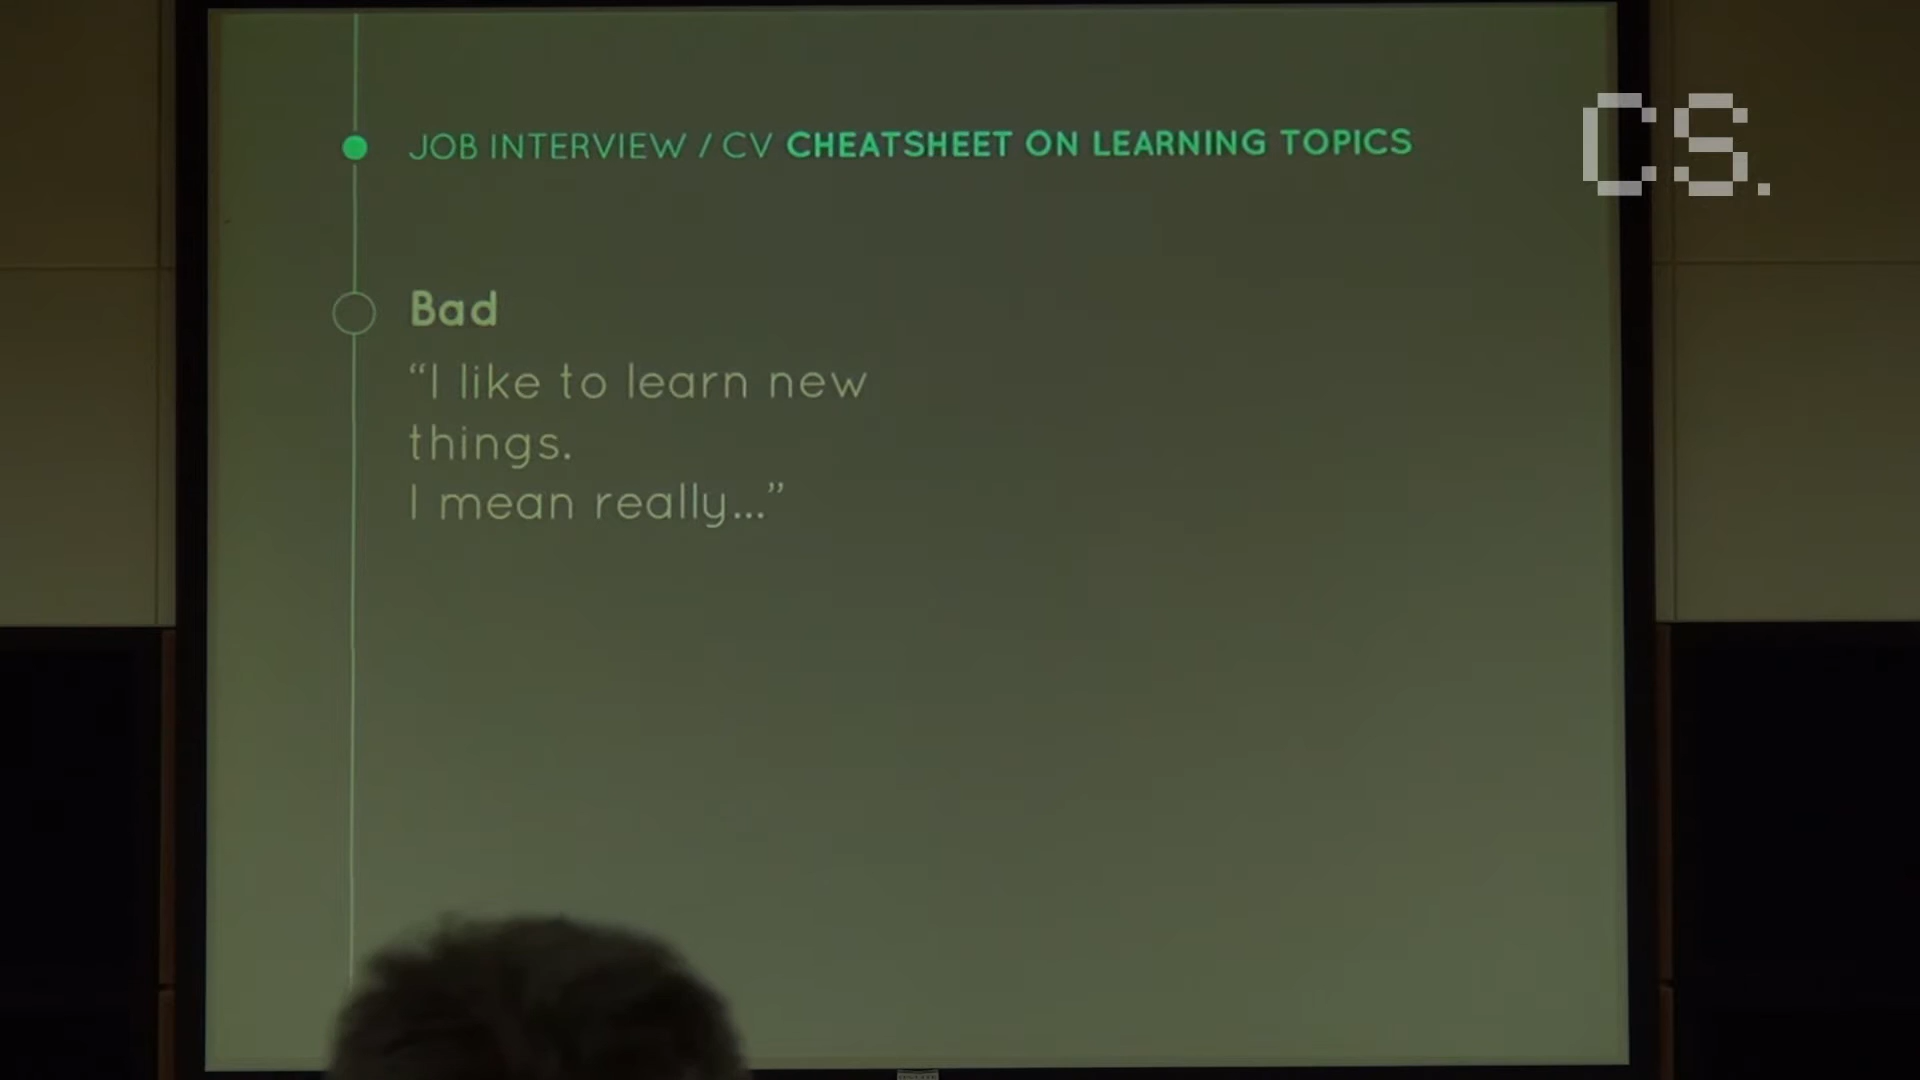 CS.
JOB INTERVIEW / CV CHEATSHEET ON LEARNING TOPICS
Bad
“I like to learn new
things.
I mean really...”